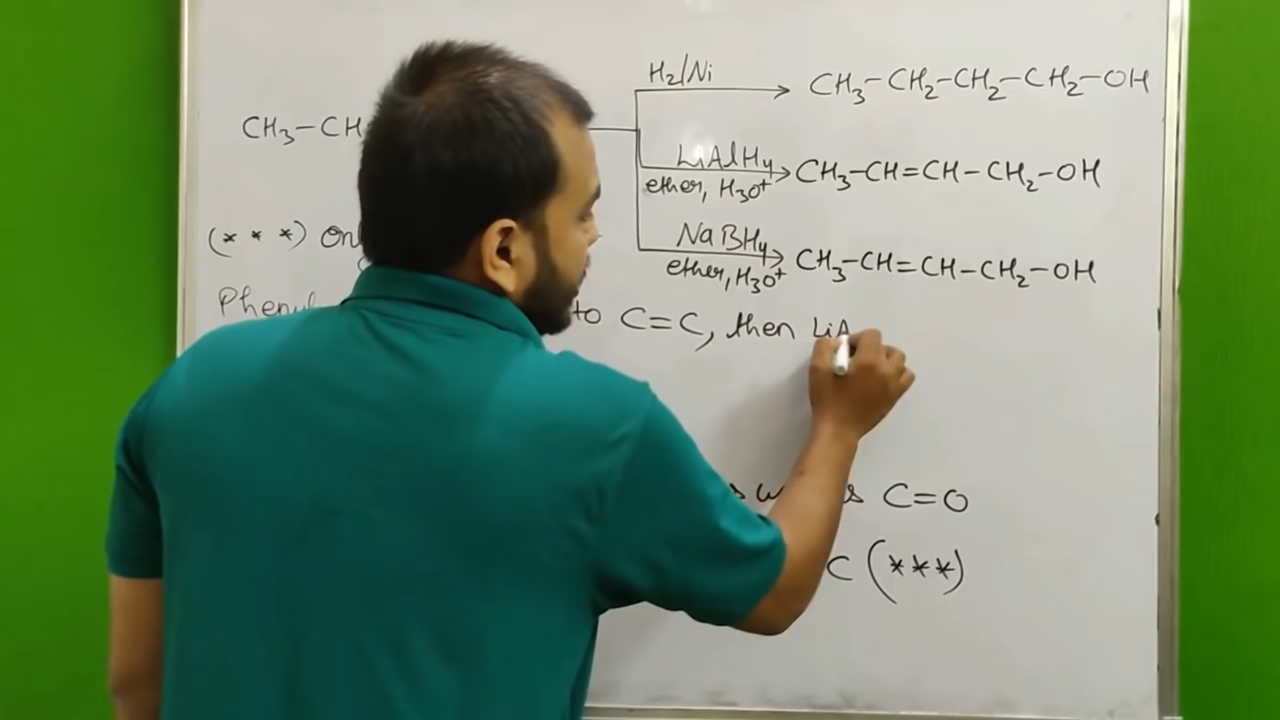 H₂/Ni
CH₃–CH₂–CH₂–CH₂–OH
CH₃–CH
LiAlH₄
ether, H₃O⁺
CH₃–CH=CH–CH₂–OH
(* * *) On
NaBH₄
ether, H₃O⁺
CH₃–CH=CH–CH₂–OH
Phenyl to C=C, then LiA
C=O
C (***)